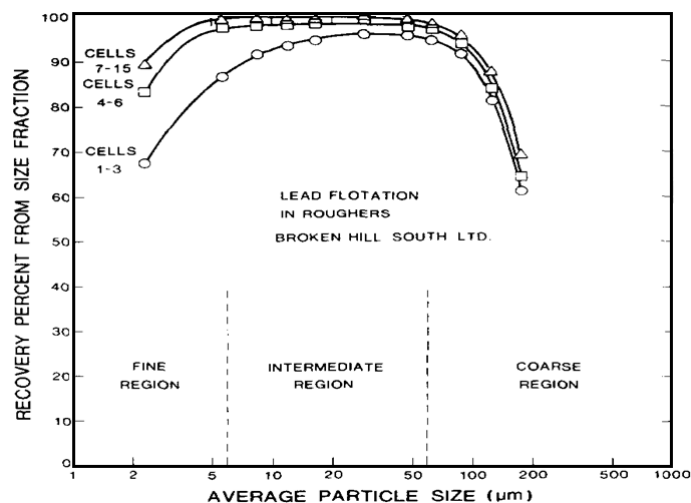 RECOVERY PERCENT FROM SIZE FRACTION
100
90
80
70
60
50
40
30
20
10
0
CELLS
7-15
CELLS
4-6
CELLS
1-3
LEAD FLOTATION
IN ROUGHERS
BROKEN HILL SOUTH LTD.
FINE
REGION
INTERMEDIATE
REGION
COARSE
REGION
1 2 5 10 20 50 100 200 500 1000
AVERAGE PARTICLE SIZE (μm)